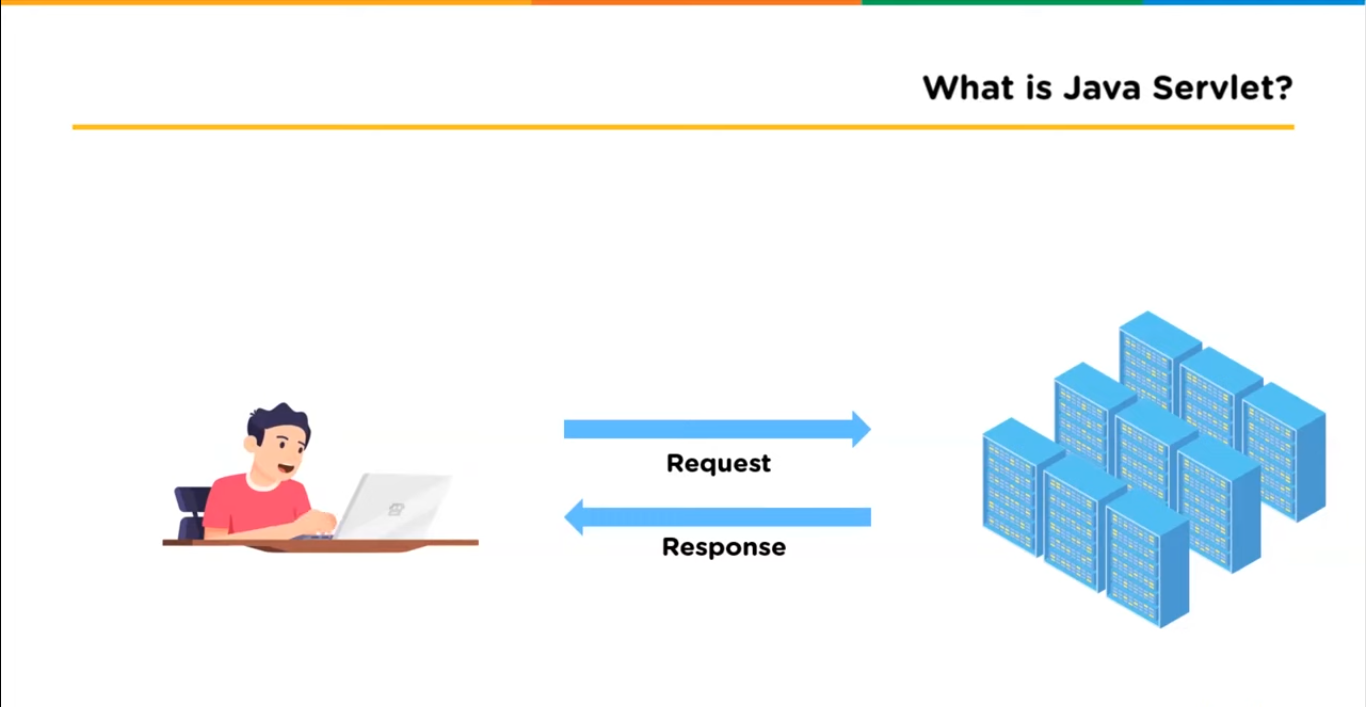 What is Java Servlet?
Request
Response